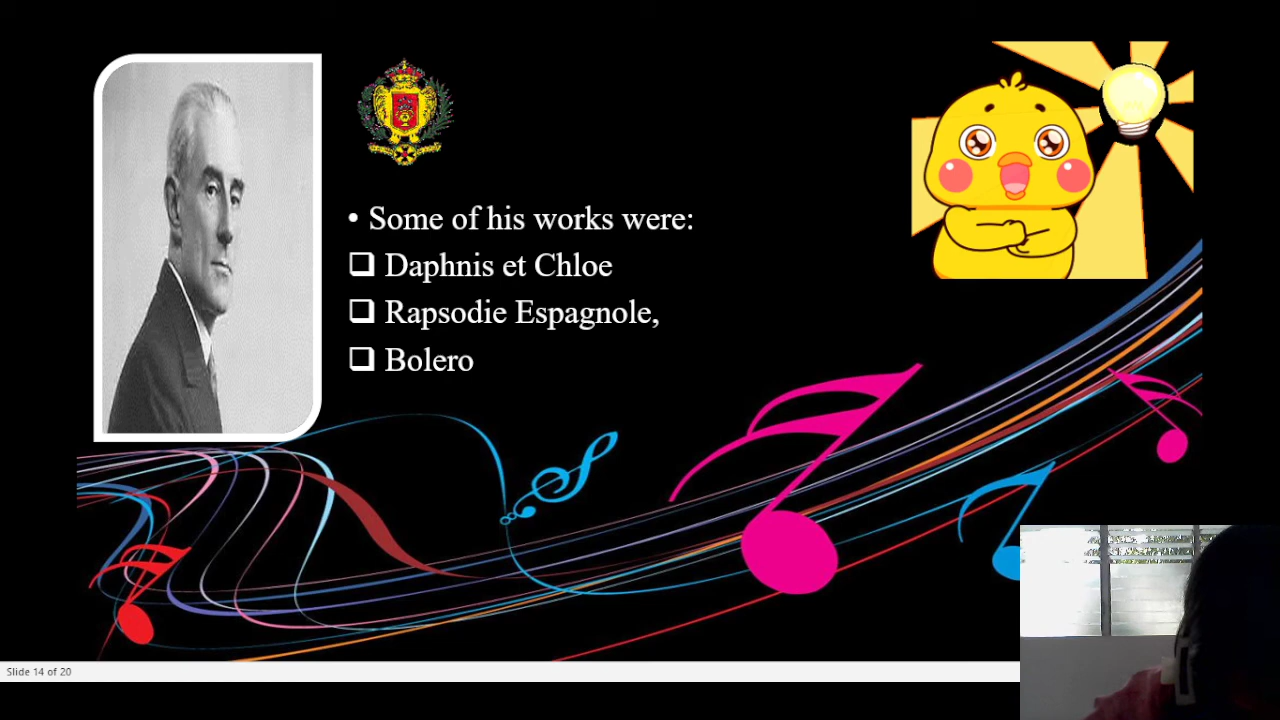 • Some of his works were:
❑ Daphnis et Chloe
❑ Rapsodie Espagnole,
❑ Bolero
Slide 14 of 20